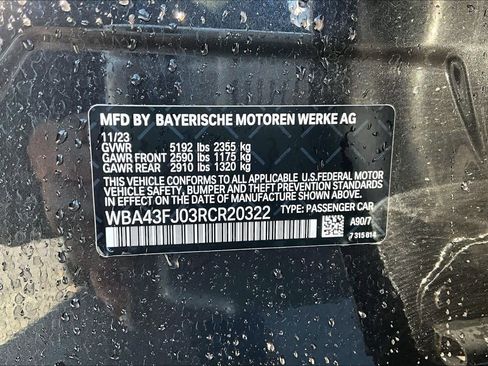 MFD BY BAYERISCHE MOTOREN WERKE AG
11/23
GVWR 5192 lbs 2355 kg
GAWR FRONT 2590 lbs 1175 kg
GAWR REAR 2910 lbs 1320 kg
THIS VEHICLE CONFORMS TO ALL APPLICABLE U.S.FEDERAL MOTOR
VEHICLE SAFETY, BUMPER AND THEFT PREVENTION STANDARDS
IN EFFECT ON THE DATE OF MANUFACTURE SHOWN ABOVE.
WBA43FJ03RCR20322 TYPE: PASSENGER CAR
A90/7
7 315 814